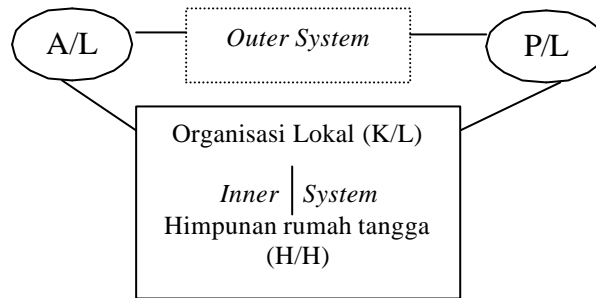 A/L
Outer System
P/L
Organisasi Lokal (K/L)
Inner System
Himpunan rumah tangga
(H/H)